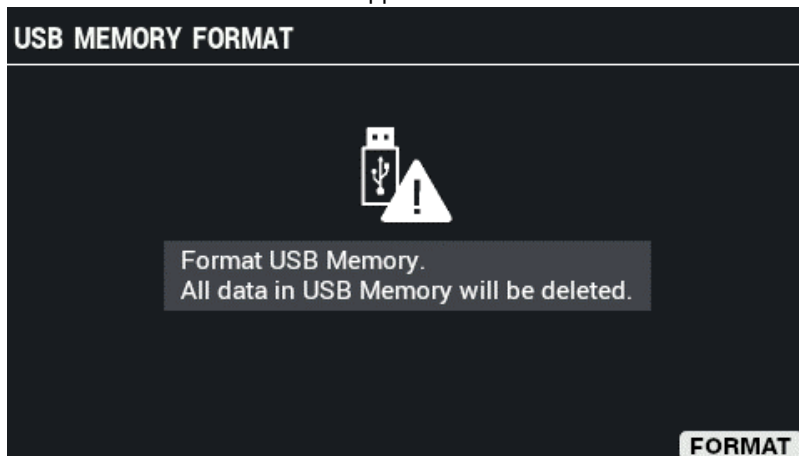 USB MEMORY FORMAT
!
Format USB Memory.
All data in USB Memory will be deleted.
FORMAT